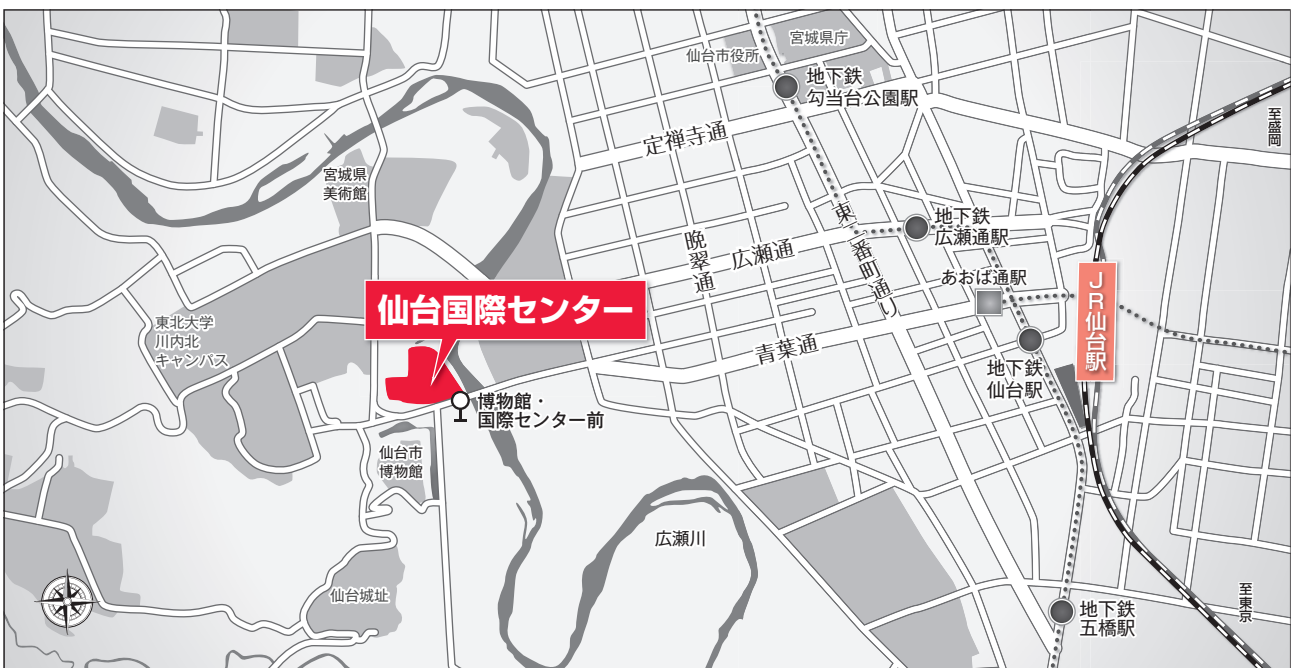 宮城県庁
仙台市役所
地下鉄
勾当台公園駅
至盛岡
定禅寺通
宮城県
美術館
東一番町通り
地下鉄
広瀬通駅
晩翠通
広瀬通
あおば通駅
JR仙台駅
仙台国際センター
東北大学
川内北
キャンパス
青葉通
地下鉄
仙台駅
博物館・
国際センター前
仙台市
博物館
広瀬川
仙台城址
至東京
地下鉄
五橋駅